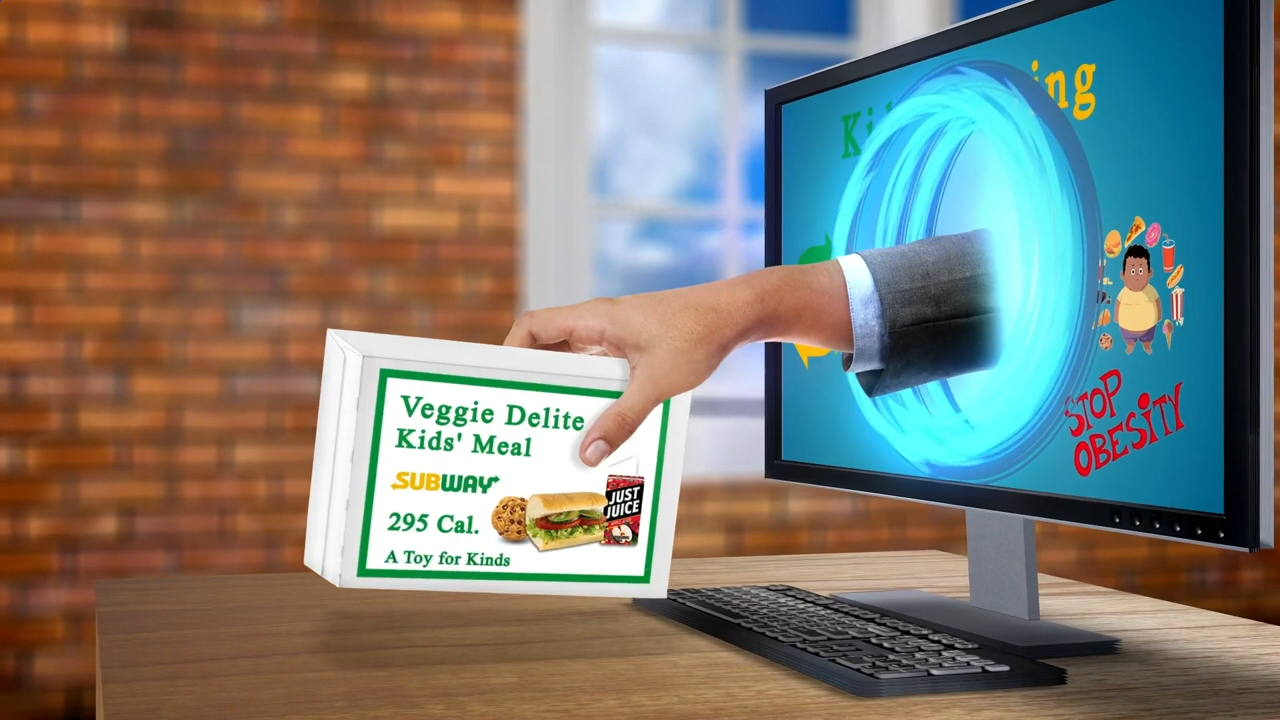 Veggie Delite
Kids' Meal
SUBWAY
295 Cal.
A Toy for Kinds
JUST
JUICE
STOP
OBESITY